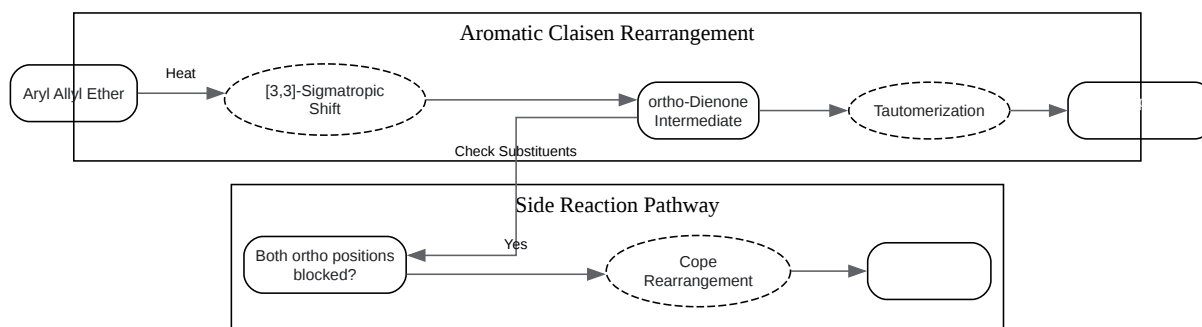 Aromatic Claisen Rearrangement
Aryl Allyl Ether
Heat
[3,3]-Sigmatropic
Shift
ortho-Dienone
Intermediate
Tautomerization
Check Substituents
Side Reaction Pathway
Both ortho positions
blocked?
Yes
Cope
Rearrangement